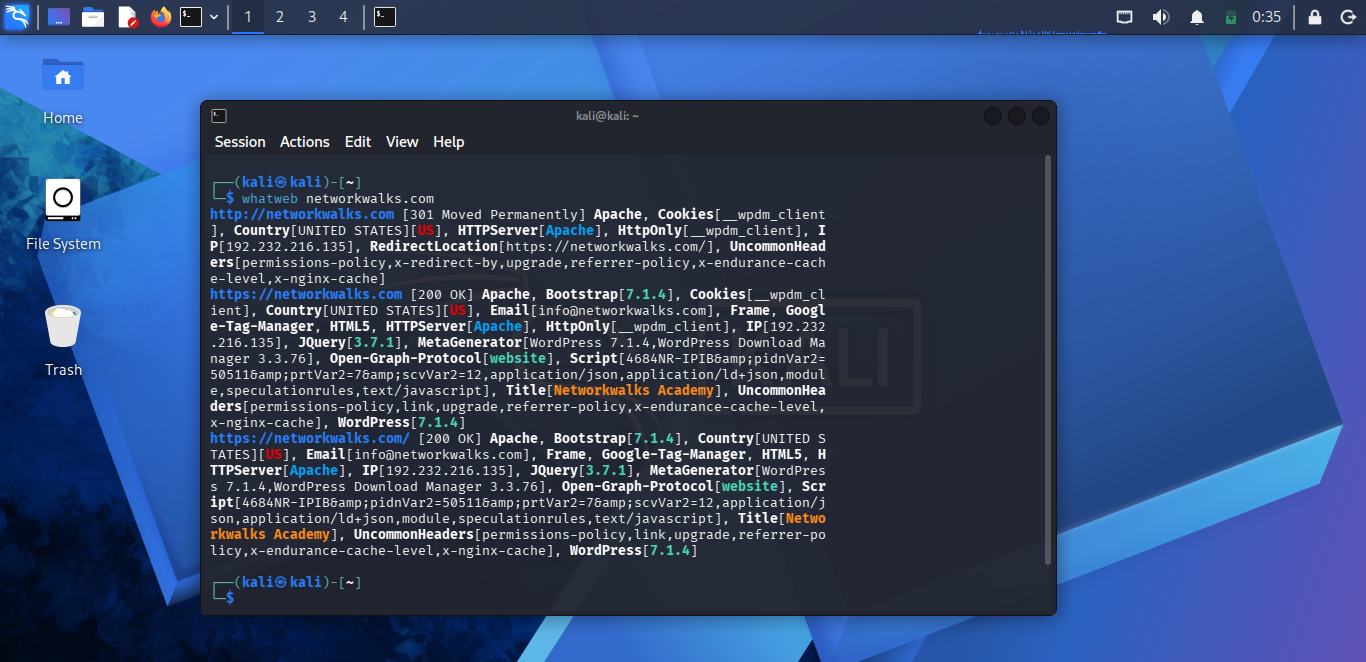 1 2 3 4 0:35
Home
File System
Trash
kali@kali: ~
Session Actions Edit View Help
┌──(kali㉿kali)-[~]
└─$ whatweb networkwalks.com
http://networkwalks.com [301 Moved Permanently] Apache, Cookies[__wpdm_client
], Country[UNITED STATES][US], HTTPServer[Apache], HttpOnly[__wpdm_client], I
P[192.232.216.135], RedirectLocation[https://networkwalks.com/], UncommonHead
ers[permissions-policy,x-redirect-by,upgrade,referrer-policy,x-endurance-cach
e-level,x-nginx-cache]
https://networkwalks.com [200 OK] Apache, Bootstrap[7.1.4], Cookies[__wpdm_cl
ient], Country[UNITED STATES][US], Email[info@networkwalks.com], Frame, Googl
e-Tag-Manager, HTML5, HTTPServer[Apache], HttpOnly[__wpdm_client], IP[192.232
.216.135], JQuery[3.7.1], MetaGenerator[WordPress 7.1.4,WordPress Download Ma
nager 3.3.76], Open-Graph-Protocol[website], Script[4684NR-IPIB&amp;pidnVar2=
50511&amp;prtVar2=7&amp;scvVar2=12,application/json,application/ld+json,modul
e,speculationrules,text/javascript], Title[Networkwalks Academy], UncommonHea
ders[permissions-policy,link,upgrade,referrer-policy,x-endurance-cache-level,
x-nginx-cache], WordPress[7.1.4]
https://networkwalks.com/ [200 OK] Apache, Bootstrap[7.1.4], Country[UNITED S
TATES][US], Email[info@networkwalks.com], Frame, Google-Tag-Manager, HTML5, H
TTPServer[Apache], IP[192.232.216.135], JQuery[3.7.1], MetaGenerator[WordPres
s 7.1.4,WordPress Download Manager 3.3.76], Open-Graph-Protocol[website], Scr
ipt[4684NR-IPIB&amp;pidnVar2=50511&amp;prtVar2=7&amp;scvVar2=12,application/j
son,application/ld+json,module,speculationrules,text/javascript], Title[Netwo
rkwalks Academy], UncommonHeaders[permissions-policy,link,upgrade,referrer-po
licy,x-endurance-cache-level,x-nginx-cache], WordPress[7.1.4]
┌──(kali㉿kali)-[~]
└─$